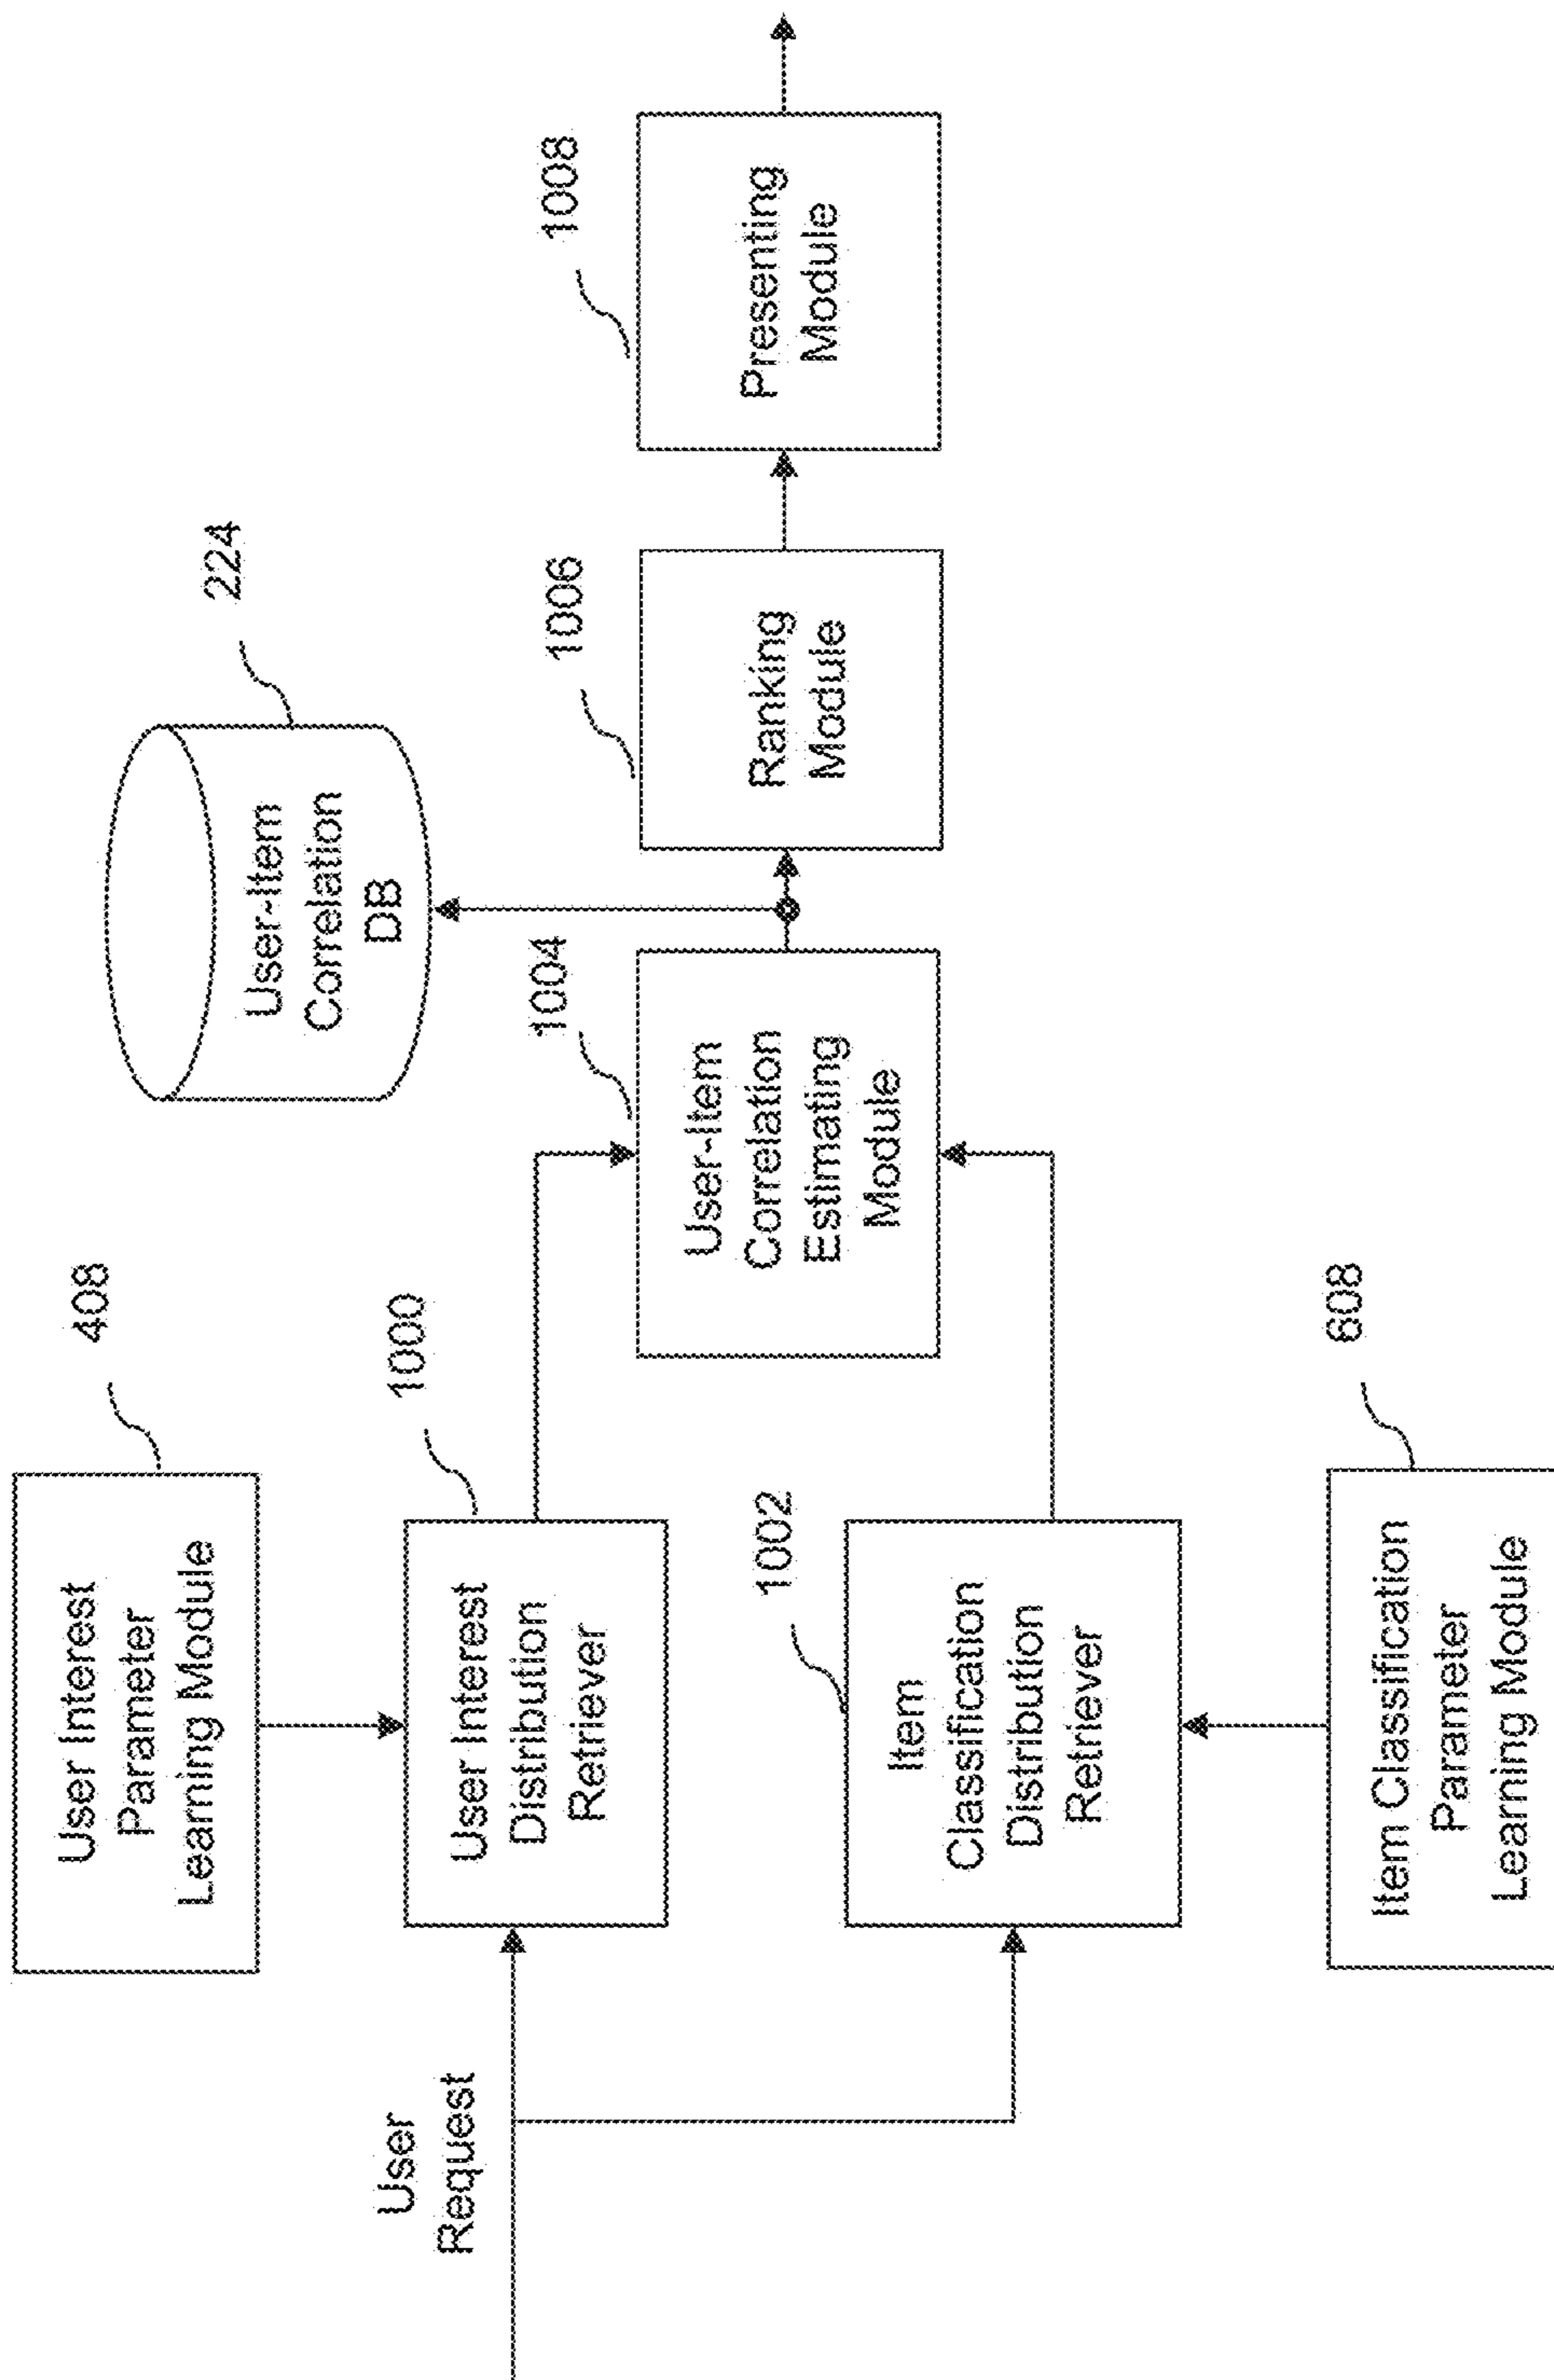 User Interest
Parameter
Learning Module
408
User
Request
User Interest
Distribution
Retriever
1000
User-Item
Correlation
DB
224
User-Item
Correlation
Estimating
Module
1004
Ranking
Module
1006
Presenting
Module
1008
Item
Classification
Distribution
Retriever
1002
Item Classification
Parameter
Learning Module
608